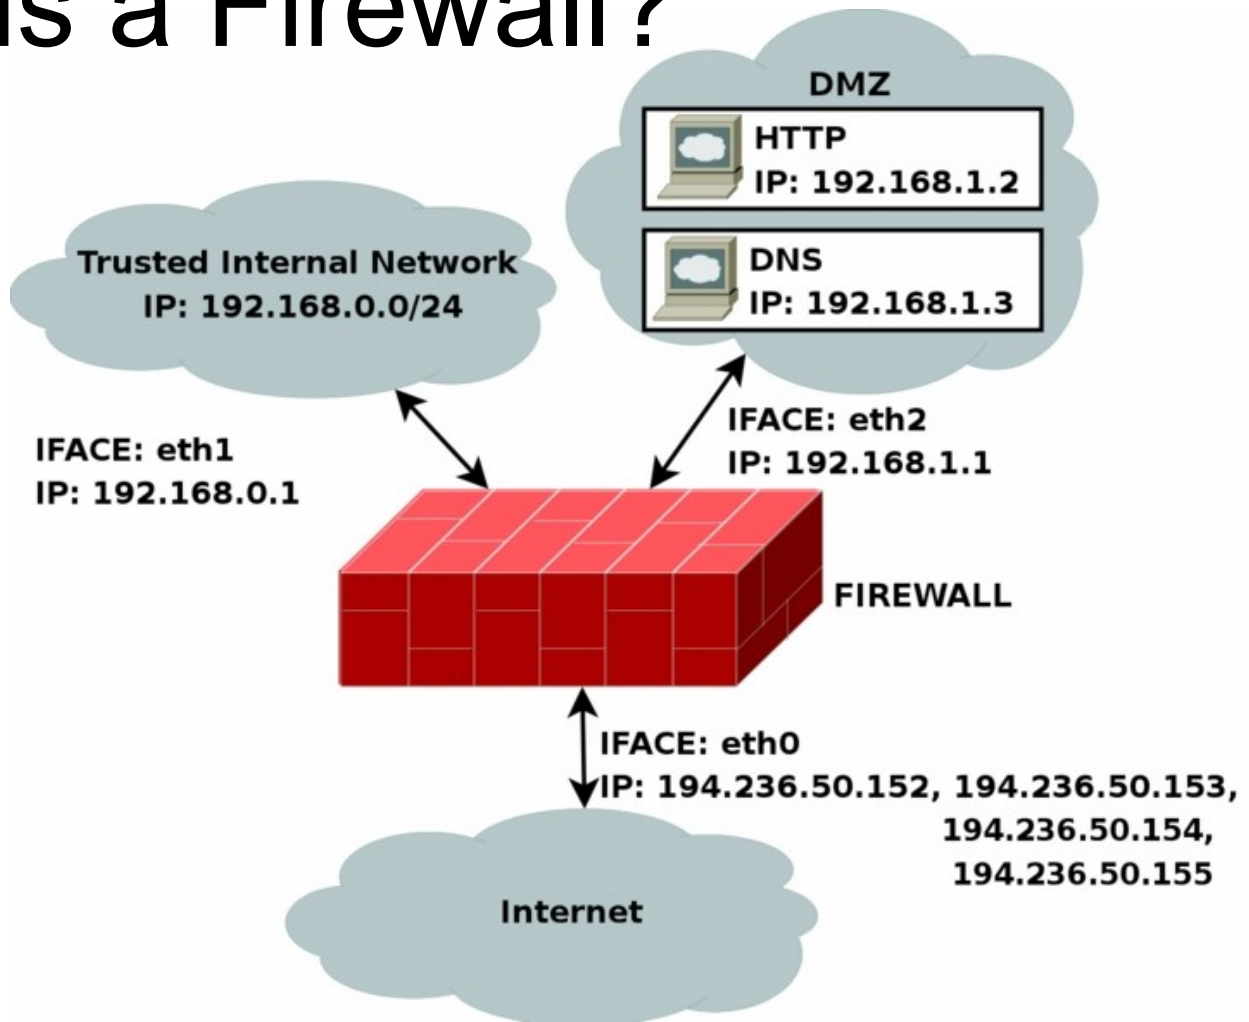 is a Firewall?
DMZ
HTTP
IP: 192.168.1.2
DNS
IP: 192.168.1.3
Trusted Internal Network
IP: 192.168.0.0/24
IFACE: eth1
IP: 192.168.0.1
IFACE: eth2
IP: 192.168.1.1
FIREWALL
IFACE: eth0
IP: 194.236.50.152, 194.236.50.153,
194.236.50.154,
194.236.50.155
Internet